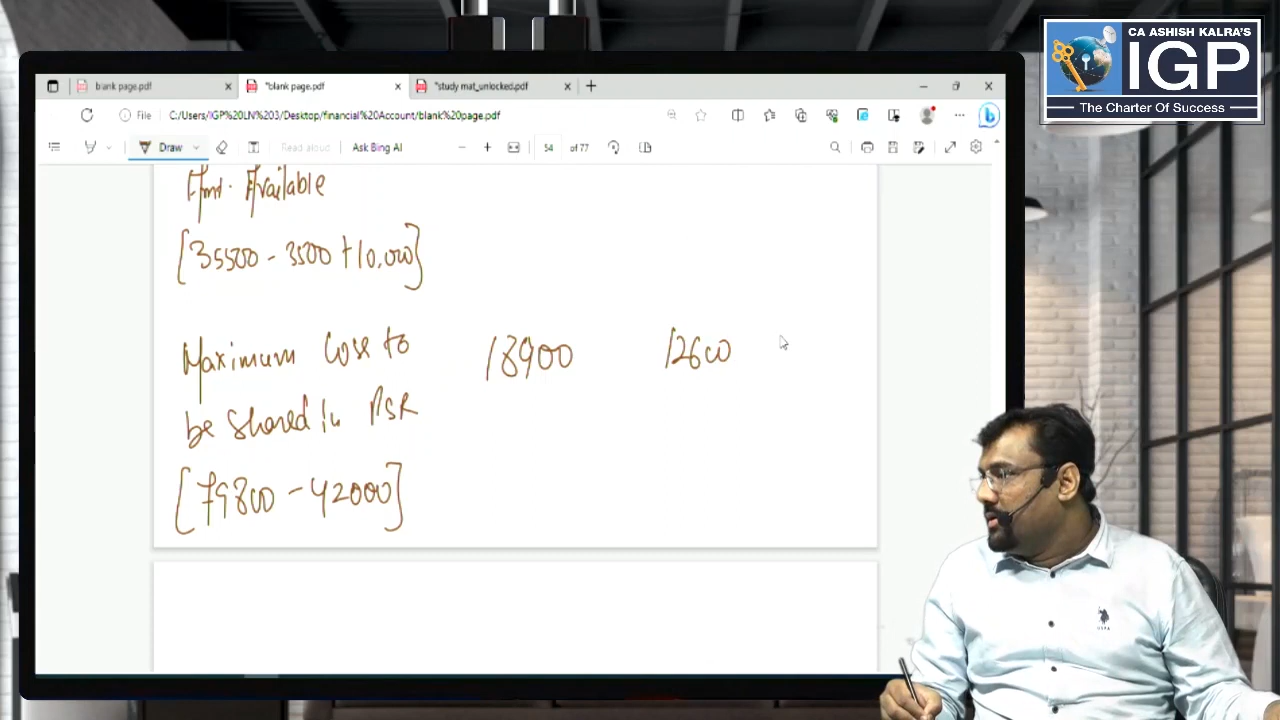 CA ASHISH KALRA'S
IGP
The Charter Of Success
blank page.pdf
*blank page.pdf
*study mat_unlocked.pdf
File
C:/Users/IGP%20LN%203/Desktop/financial%20Account/blank%20page.pdf
Draw
Read aloud
Ask Bing AI
54 of 77
Amt. Available
[35500 - 3500 + 10,000]
Maximum Loss to 18900 12600
be Shared in PSR
[79800 - 42000]